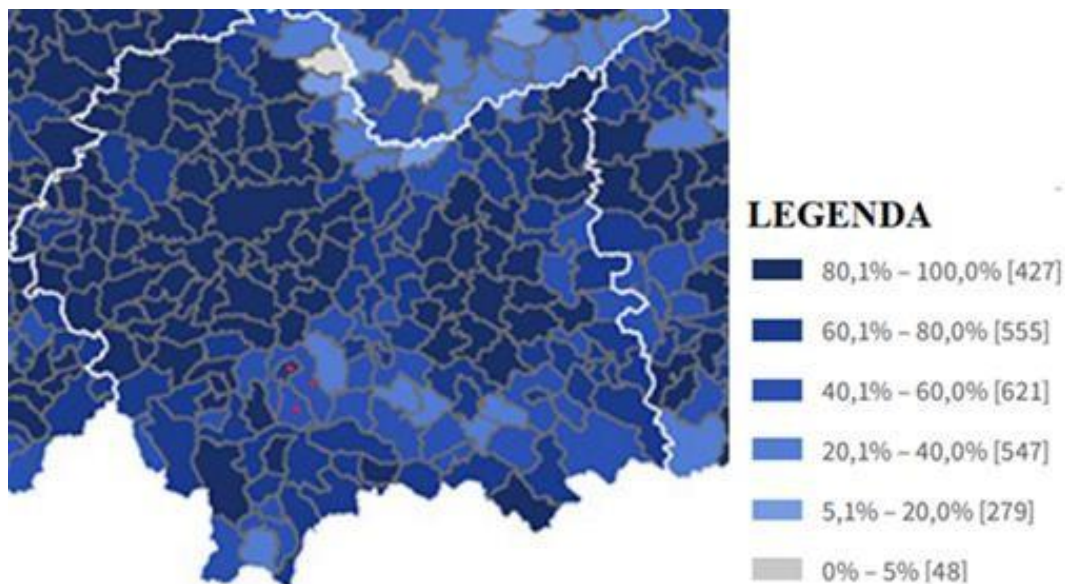 LEGENDA
80,1% – 100,0% [427]
60,1% – 80,0% [555]
40,1% – 60,0% [621]
20,1% – 40,0% [547]
5,1% – 20,0% [279]
0% – 5% [48]